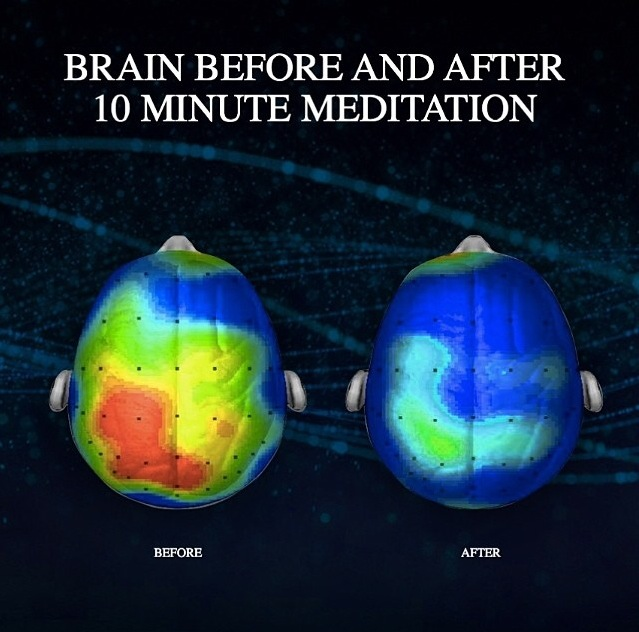 BRAIN BEFORE AND AFTER
10 MINUTE MEDITATION
BEFORE
AFTER